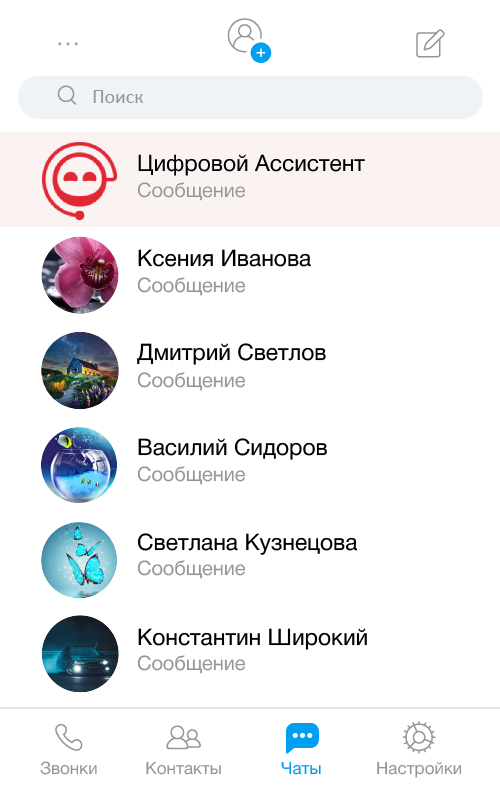 Поиск
Цифровой Ассистент
Сообщение
Ксения Иванова
Сообщение
Дмитрий Светлов
Сообщение
Василий Сидоров
Сообщение
Светлана Кузнецова
Сообщение
Константин Широкий
Сообщение
Звонки Контакты Чаты Настройки